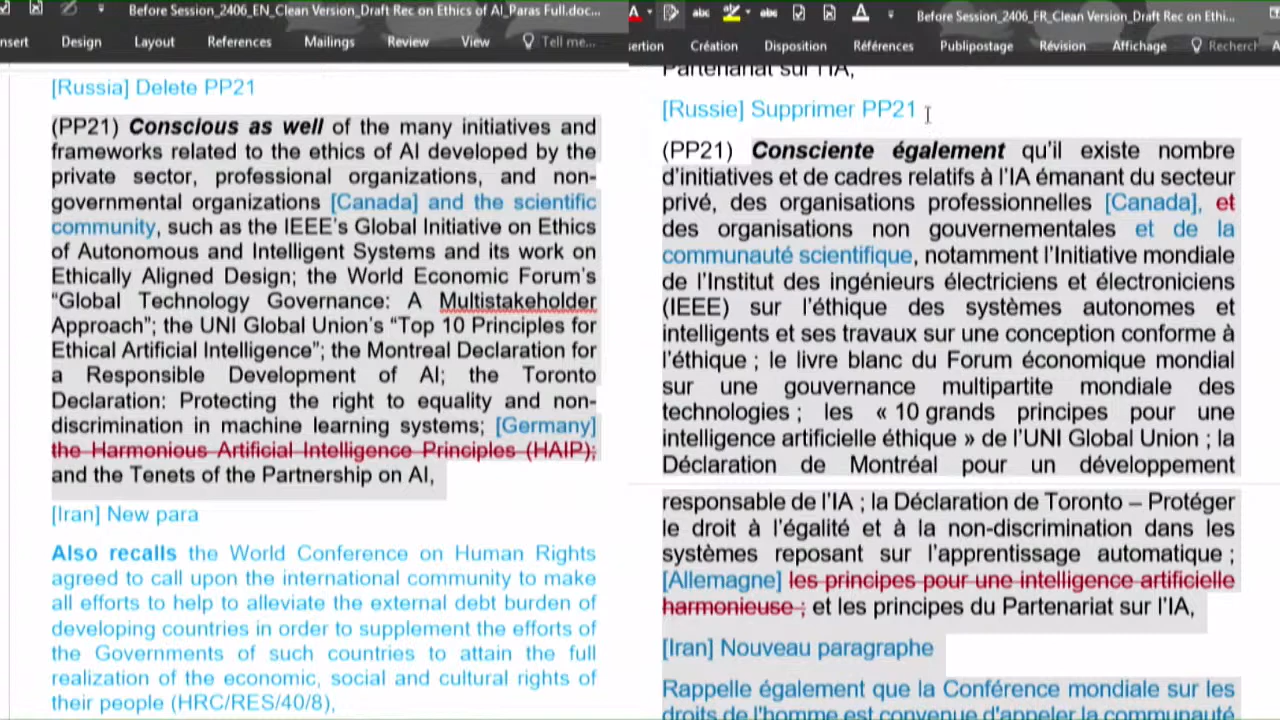 Before Session_2406_EN_Clean Version_Draft Rec on Ethics of AI_Paras Full.doc...
nsert Design Layout References Mailings Review View Tell me...
[Russia] Delete PP21
(PP21) Conscious as well of the many initiatives and
frameworks related to the ethics of AI developed by the
private sector, professional organizations, and non-
governmental organizations [Canada] and the scientific
community, such as the IEEE's Global Initiative on Ethics
of Autonomous and Intelligent Systems and its work on
Ethically Aligned Design; the World Economic Forum's
“Global Technology Governance: A Multistakeholder
Approach”; the UNI Global Union's “Top 10 Principles for
Ethical Artificial Intelligence”; the Montreal Declaration for
a Responsible Development of AI; the Toronto
Declaration: Protecting the right to equality and non-
discrimination in machine learning systems; [Germany]
the Harmonious Artificial Intelligence Principles (HAIP);
and the Tenets of the Partnership on AI,
[Iran] New para
Also recalls the World Conference on Human Rights
agreed to call upon the international community to make
all efforts to help to alleviate the external debt burden of
developing countries in order to supplement the efforts of
the Governments of such countries to attain the full
realization of the economic, social and cultural rights of
their people (HRC/RES/40/8),
Before Session_2406_FR_Clean Version_Draft Rec on Ethi...
sertion Création Disposition Références Publipostage Révision Affichage Recherc
Partenariat sur l'IA,
[Russie] Supprimer PP21
(PP21) Consciente également qu'il existe nombre
d'initiatives et de cadres relatifs à l'IA émanant du secteur
privé, des organisations professionnelles [Canada], et
des organisations non gouvernementales et de la
communauté scientifique, notamment l'Initiative mondiale
de l'Institut des ingénieurs électriciens et électroniciens
(IEEE) sur l'éthique des systèmes autonomes et
intelligents et ses travaux sur une conception conforme à
l'éthique ; le livre blanc du Forum économique mondial
sur une gouvernance multipartite mondiale des
technologies ; les « 10 grands principes pour une
intelligence artificielle éthique » de l'UNI Global Union ; la
Déclaration de Montréal pour un développement
responsable de l'IA ; la Déclaration de Toronto – Protéger
le droit à l'égalité et à la non-discrimination dans les
systèmes reposant sur l'apprentissage automatique ;
[Allemagne] les principes pour une intelligence artificielle
harmonieuse ; et les principes du Partenariat sur l'IA,
[Iran] Nouveau paragraphe
Rappelle également que la Conférence mondiale sur les
droits de l'homme est convenue d'appeler la communauté